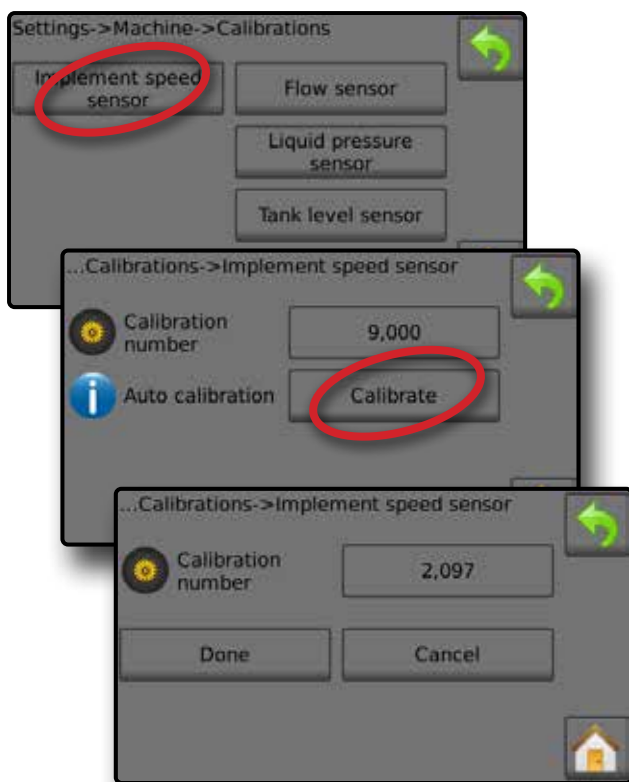 Settings->Machine->Calibrations
Implement speed
sensor
Flow sensor
Liquid pressure
sensor
Tank level sensor
...Calibrations->Implement speed sensor
Calibration
number
9,000
Auto calibration
Calibrate
...Calibrations->Implement speed sensor
Calibration
number
2,097
Done
Cancel